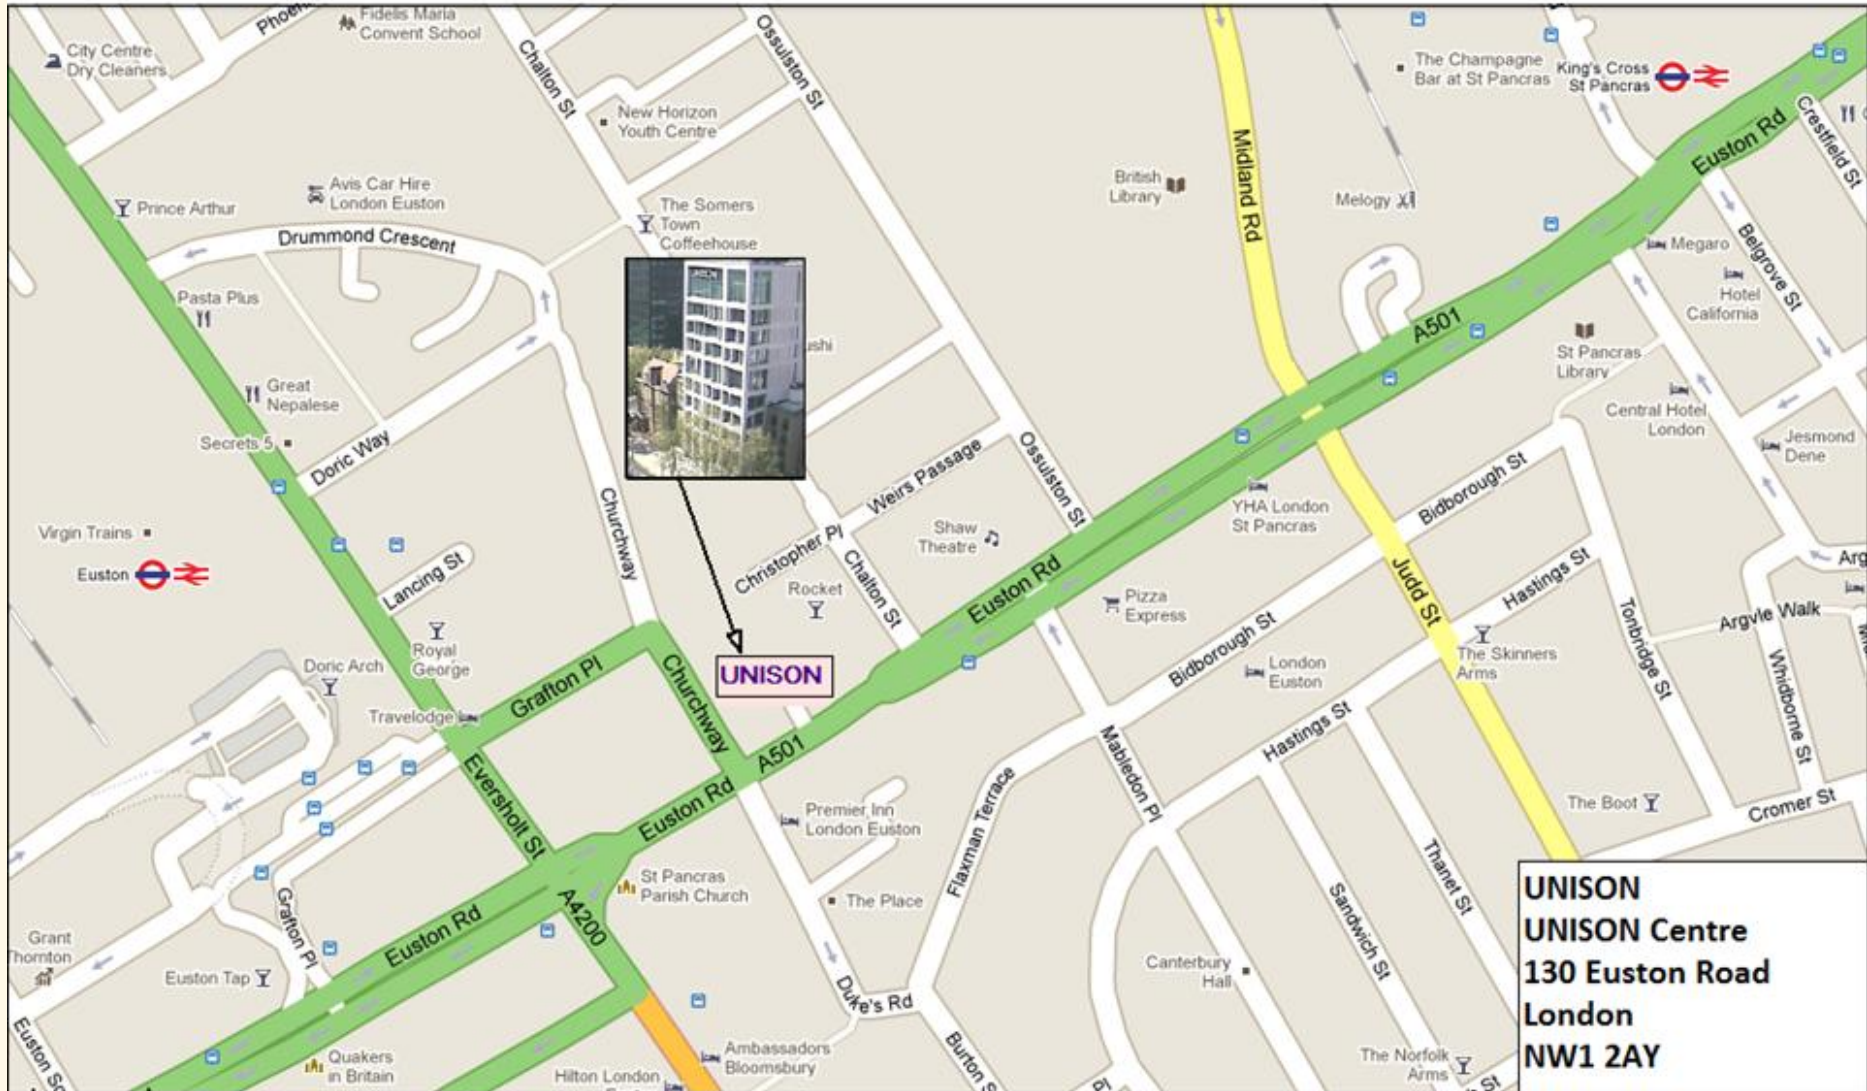 Phoen
Fidelis Maria
Convent School
City Centre
Dry Cleaners
Chalton St
Ossulston St
The Champagne
Bar at St Pancras
King's Cross
St Pancras
New Horizon
Youth Centre
Euston Rd
Crestfield St
Midland Rd
British
Library
Melogy
Prince Arthur
Avis Car Hire
London Euston
The Somers
Town
Coffeehouse
Drummond Crescent
Megaro
Belgrove St
Hotel
California
UNISON
Pasta Plus
ushi
A501
St Pancras
Library
Great
Nepalese
Central Hotel
London
Secrets 5
Doric Way
Jesmond
Dene
Weirs Passage
Ossulston St
Bidborough St
YHA London
St Pancras
Churchway
Virgin Trains
Shaw
Theatre
Christopher Pl
Chalton St
Euston
Lancing St
Rocket
Euston Rd
Pizza
Express
Judd St
Hastings St
Arg
Tonbridge St
Argyle Walk
Royal
George
Doric Arch
Grafton Pl
Churchway
UNISON
Bidborough St
London
Euston
The Skinners
Arms
Whidborne St
Travelodge
Eversholt St
A501
Mabledon Pl
Hastings St
Euston Rd
Premier Inn
London Euston
Flaxman Terrace
The Boot
Cromer St
St Pancras
Parish Church
The Place
Thanet St
Sandwich St
A4200
Grafton Pl
Euston Rd
Grant
Thornton
Euston Tap
Canterbury
Hall
Duke's Rd
Burton S
Euston Sq
Quakers
in Britain
Ambassadors
Bloomsbury
Hilton London
The Norfolk
Arms
Pl
St
UNISON
UNISON Centre
130 Euston Road
London
NW1 2AY